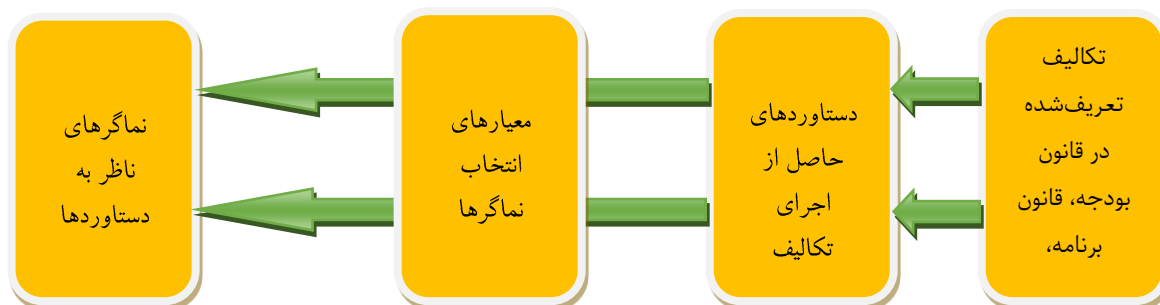 تکالیف
تعریف‌شده
در قانون
بودجه، قانون
برنامه،
دستاوردهای
حاصل از
اجرای
تکالیف
معیارهای
انتخاب
نماگرها
نماگرهای
ناظر به
دستاوردها